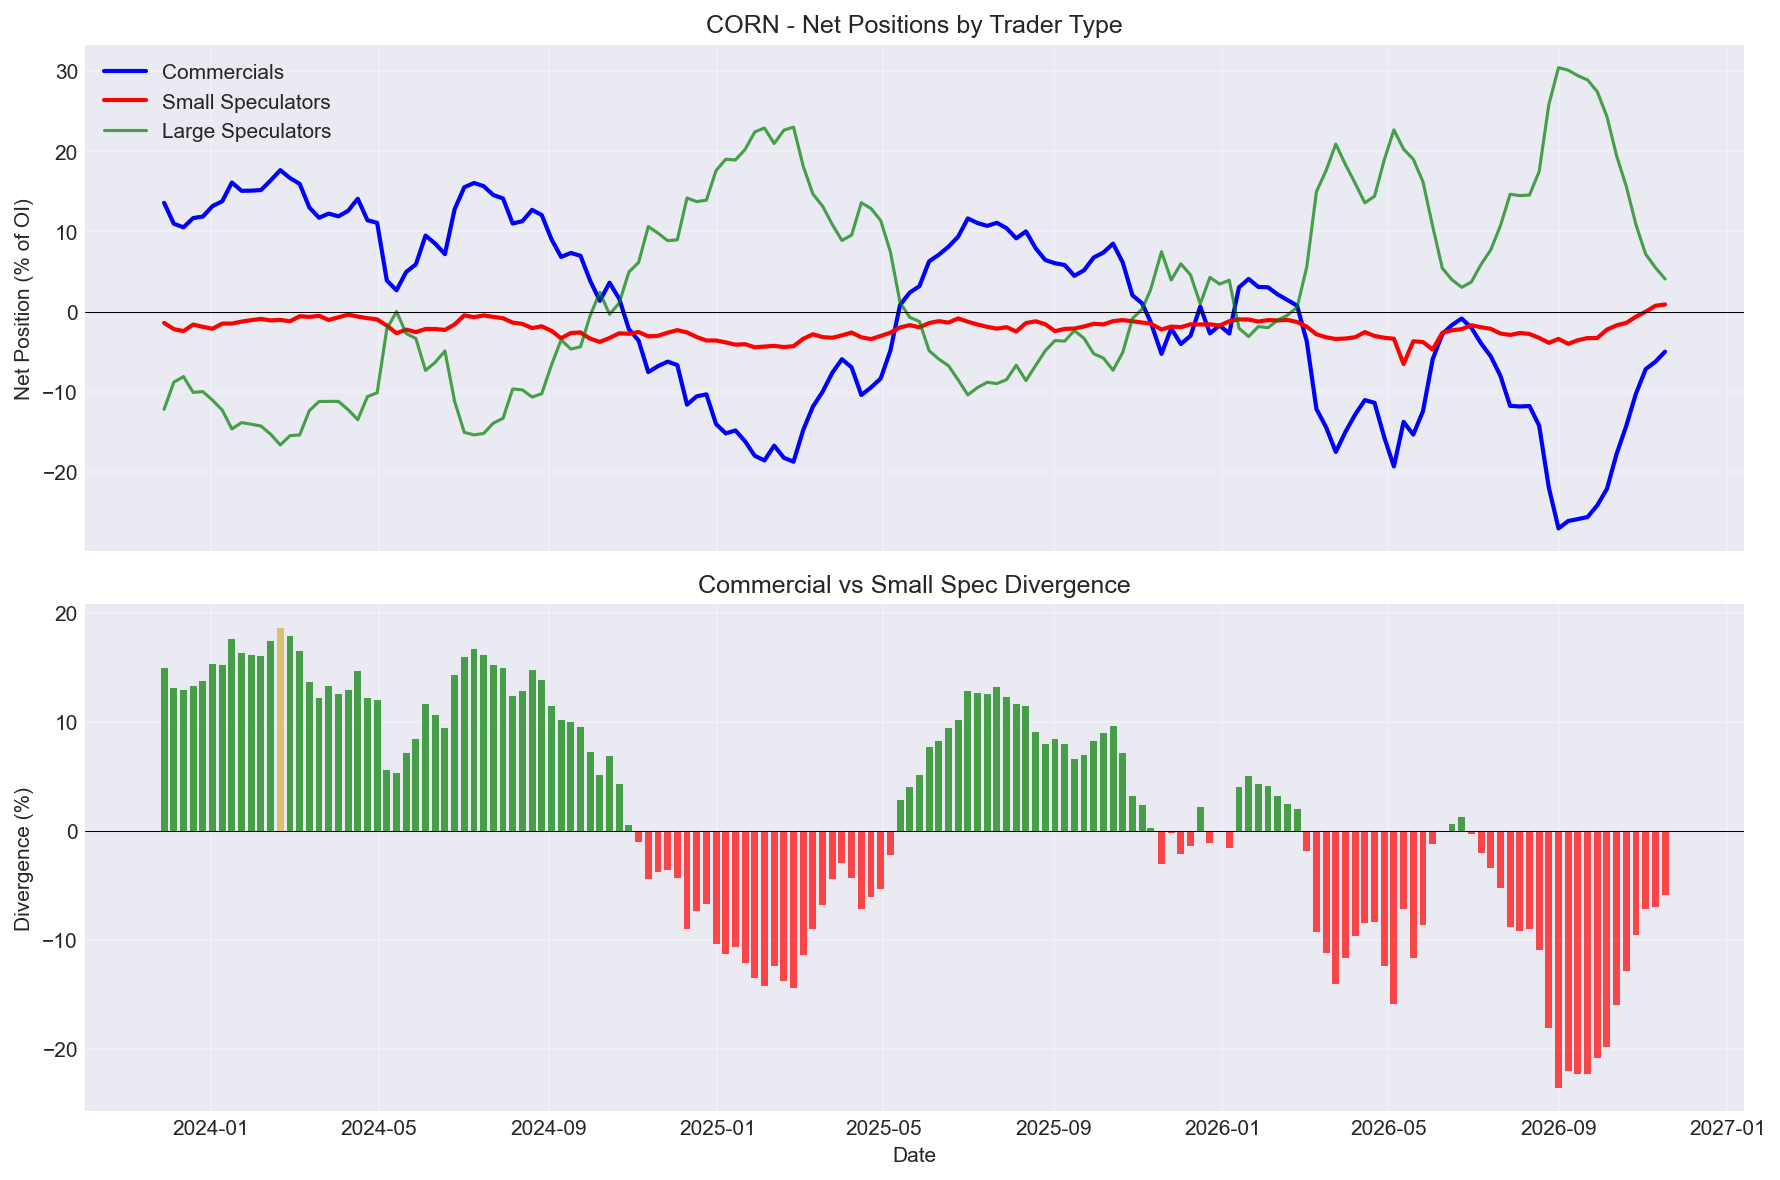 CORN - Net Positions by Trader Type
Commercials
Small Speculators
Large Speculators
Net Position (% of OI)
30
20
10
0
−10
−20
Commercial vs Small Spec Divergence
Divergence (%)
20
10
0
−10
−20
2024-01 2024-05 2024-09 2025-01 2025-05 2025-09 2026-01 2026-05 2026-09 2027-01
Date